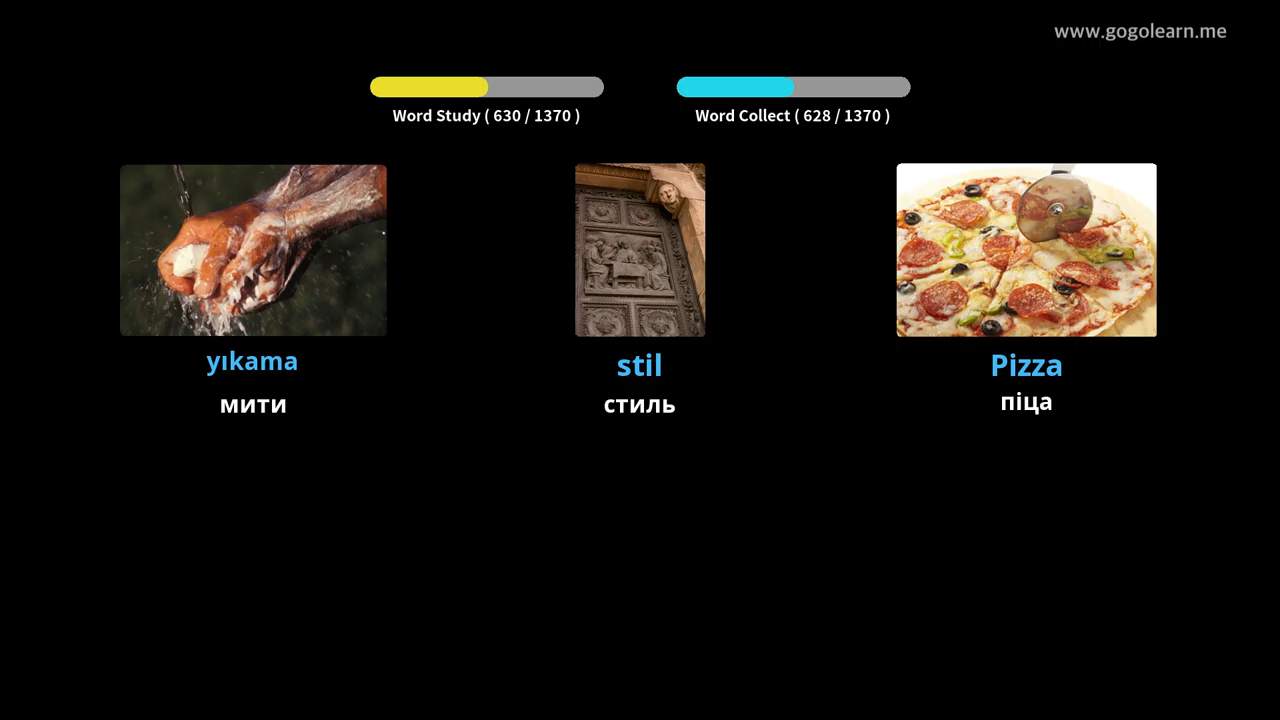 www.gogolearn.me
Word Study ( 630 / 1370 )
Word Collect ( 628 / 1370 )
yıkama
stil
Pizza
мити
стиль
піца